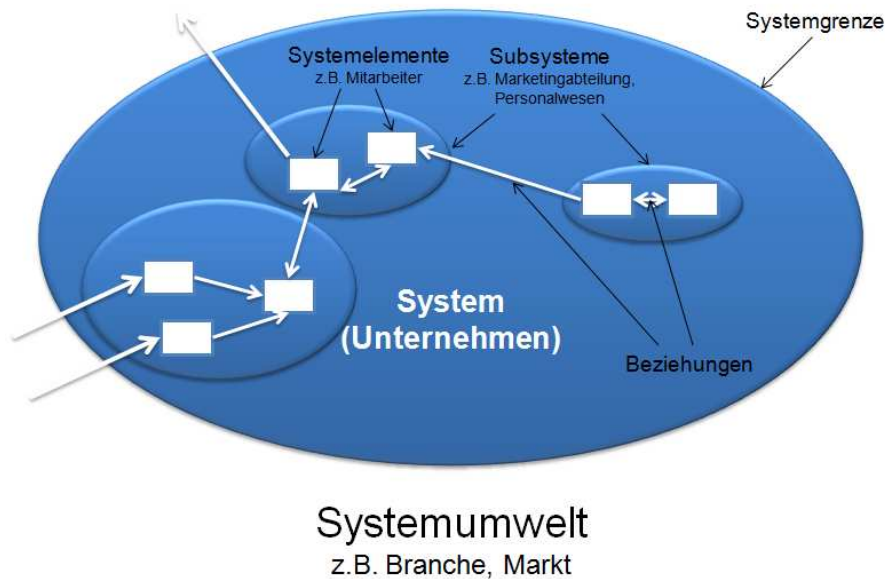 Systemgrenze
Systemelemente
z.B. Mitarbeiter
Subsysteme
z.B. Marketingabteilung,
Personalwesen
System
(Unternehmen)
Beziehungen
Systemumwelt
z.B. Branche, Markt